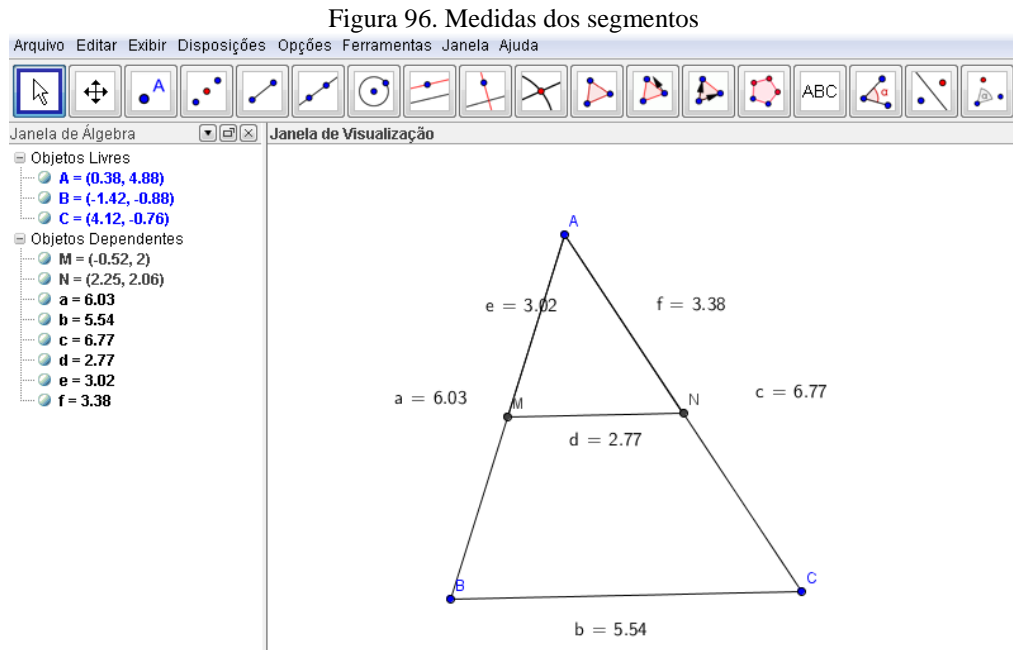 Figura 96. Medidas dos segmentos
Arquivo Editar Exibir Disposições Opções Ferramentas Janela Ajuda
A
ABC
α
α
Janela de Álgebra
Janela de Visualização
Objetos Livres
A = (0.38, 4.88)
B = (-1.42, -0.88)
C = (4.12, -0.76)
Objetos Dependentes
M = (-0.52, 2)
N = (2.25, 2.06)
a = 6.03
b = 5.54
c = 6.77
d = 2.77
e = 3.02
f = 3.38
A
e = 3.02
f = 3.38
a = 6.03
M
N
c = 6.77
d = 2.77
B
C
b = 5.54